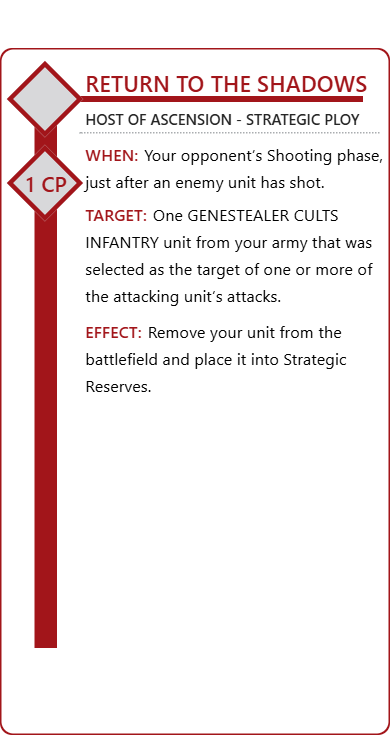 RETURN TO THE SHADOWS
HOST OF ASCENSION - STRATEGIC PLOY
WHEN: Your opponent’s Shooting phase,
1 CP
just after an enemy unit has shot.
TARGET: One GENESTEALER CULTS
INFANTRY unit from your army that was
selected as the target of one or more of
the attacking unit’s attacks.
EFFECT: Remove your unit from the
battlefield and place it into Strategic
Reserves.